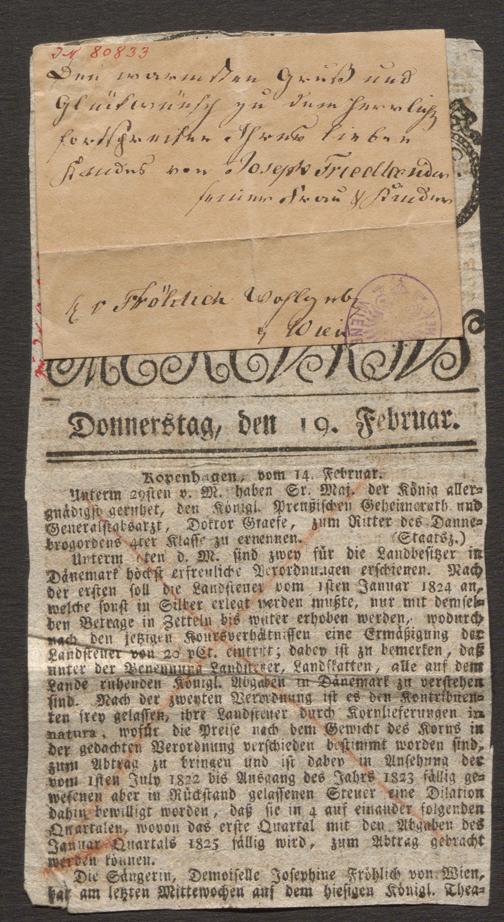 I.N. 80833
Den warmsten Gruß und
Glückwunsch zu dem herrlich
fortschreiten Ihres lieben
Kindes von Joseph Friedlaender
seiner Frau & Kinder
Fröhlich Wohlgeb
Wien
MERKUR
Donnerstag, den 19. Februar.
Kopenhagen, vom 14. Februar.
Unterm 29sten v. M. haben Sr. Maj. der König aller-
gnädigst geruhet, den Königl. Preußischen Geheimerath und
Generalstabsarzt, Doktor Graefe, zum Ritter des Danne-
brogordens 4ter Klasse zu ernennen. (Staatsz.)
Unterm ten d. M. sind zwey für die Landbesitzer in
Dänemark höchst erfreuliche Verordnungen erschienen. Nach
der ersten soll die Landsteuer vom 1sten Januar 1824 an,
welche sonst in Silber erlegt werden mußte, nur mit demsel-
ben Betrage in Zetteln bis weiter erhoben werden, wodurch
nach den jetzigen Koursverhältnissen eine Ermäßigung der
Landsteuer von 20 pCt. eintritt; dabey ist zu bemerken, daß
unter der Benennung Landsteuer, Landskatten, alle auf dem
Lande ruhenden Königl. Abgaben in Dänemark zu verstehen
sind. Nach der zweyten Verordnung ist es den Kontribuen-
ten frey gelassen, ihre Landsteuer durch Kornlieferungen in
natura, wofür die Preise nach dem Gewicht des Korns in
der gedachten Verordnung verschieden bestimmt worden sind,
zum Abtrag zu bringen und ist dabey in Ansehung der
vom 1sten July 1822 bis Ausgang des Jahrs 1823 fällig ge-
wesenen aber in Rückstand gelassenen Steuer eine Dilation
dahin bewilligt worden, daß sie in 4 auf einander folgenden
Quartalen, wovon das erste Quartal mit den Abgaben des
Januar Quartals 1825 fällig wird, zum Abtrag gebracht
werden können.
Die Sängerin, Demoiselle Josephine Fröhlich von Wien,
hat am letzten Mittewochen auf dem hiesigen Königl. Thea-